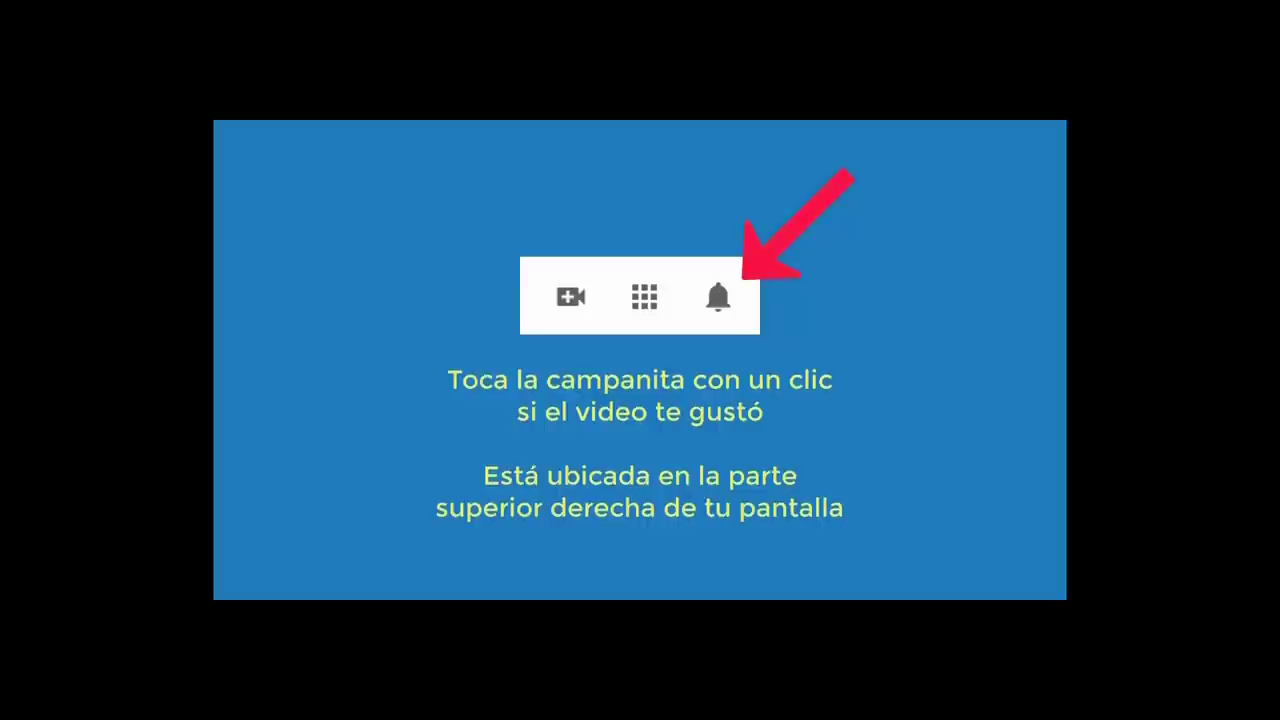 Toca la campanita con un clic
si el video te gustó
Está ubicada en la parte
superior derecha de tu pantalla